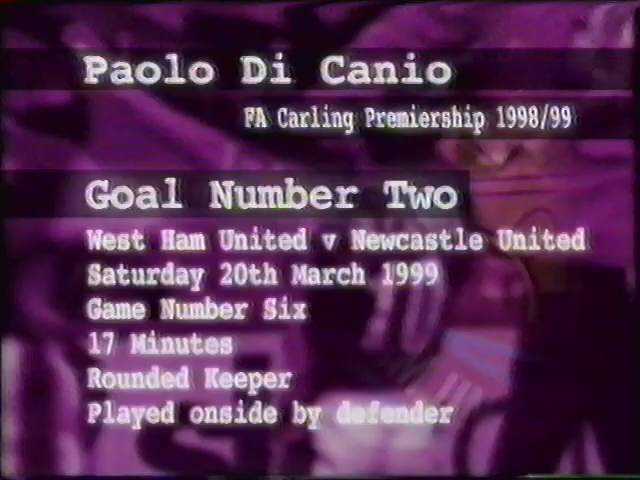 Paolo Di Canio
FA Carling Premiership 1998/99
Goal Number Two
West Ham United v Newcastle United
Saturday 20th March 1999
Game Number Six
17 Minutes
Rounded Keeper
Played onside by defender